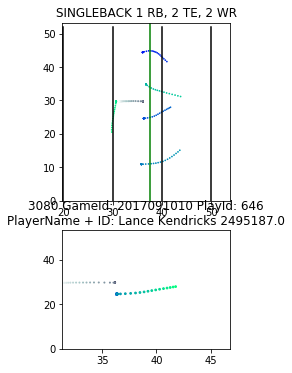 SINGLEBACK 1 RB, 2 TE, 2 WR
50
40
30
20
10
0
20 30 40 50
3080 GameId: 2017091010 PlayId: 646
PlayerName + ID: Lance Kendricks 2495187.0
40
20
0
35 40 45